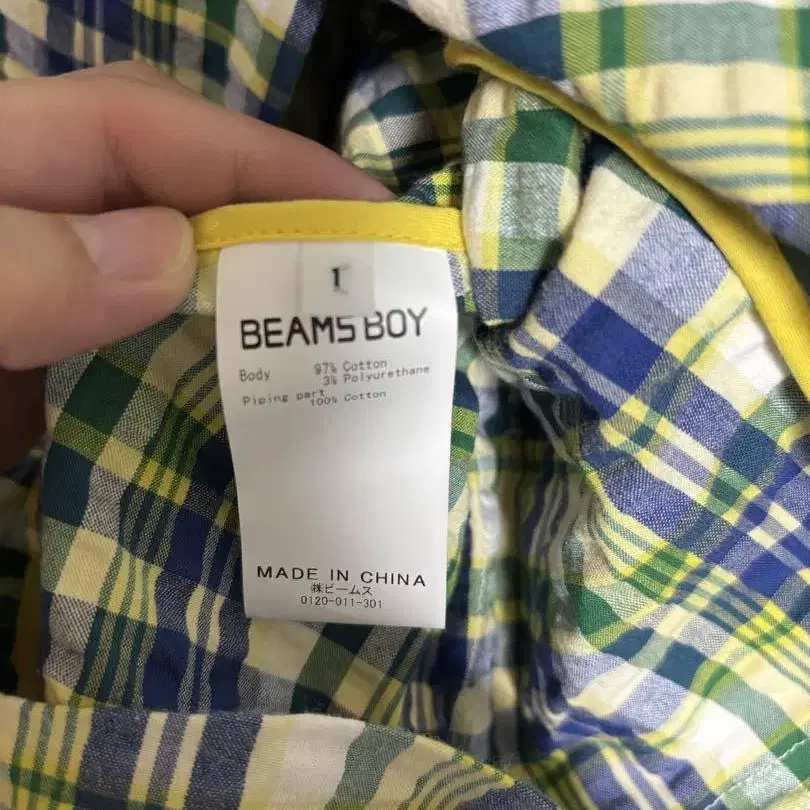 1
BEAMS BOY
Body 97% Cotton
3% Polyurethane
Piping part
100% Cotton
MADE IN CHINA
㈱ビームス
0120-011-301